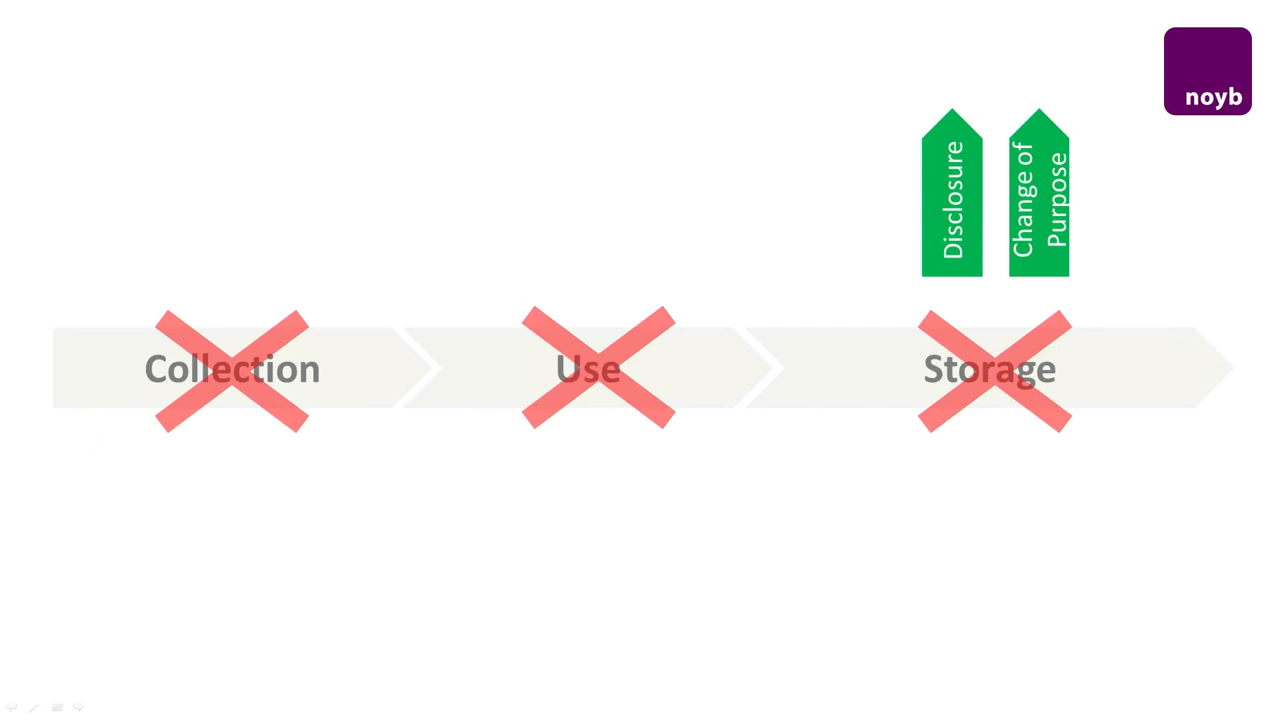 noyb
Disclosure
Change of
Purpose
Collection
Use
Storage